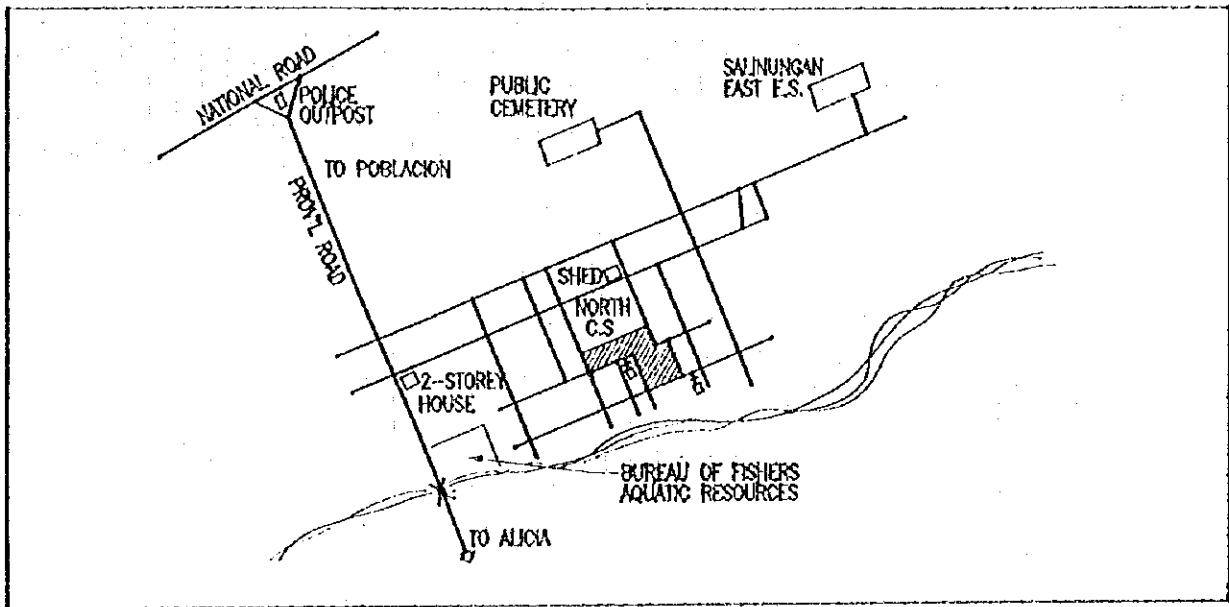 NATIONAL ROAD
POLICE
OUTPOST
PUBLIC
CEMETERY
SALINUNGAN
EAST E.S.
TO POBLACION
PROV'L ROAD
SHED
NORTH
C.S
2-STOREY
HOUSE
BUREAU OF FISHERS
AQUATIC RESOURCES
TO ALICIA